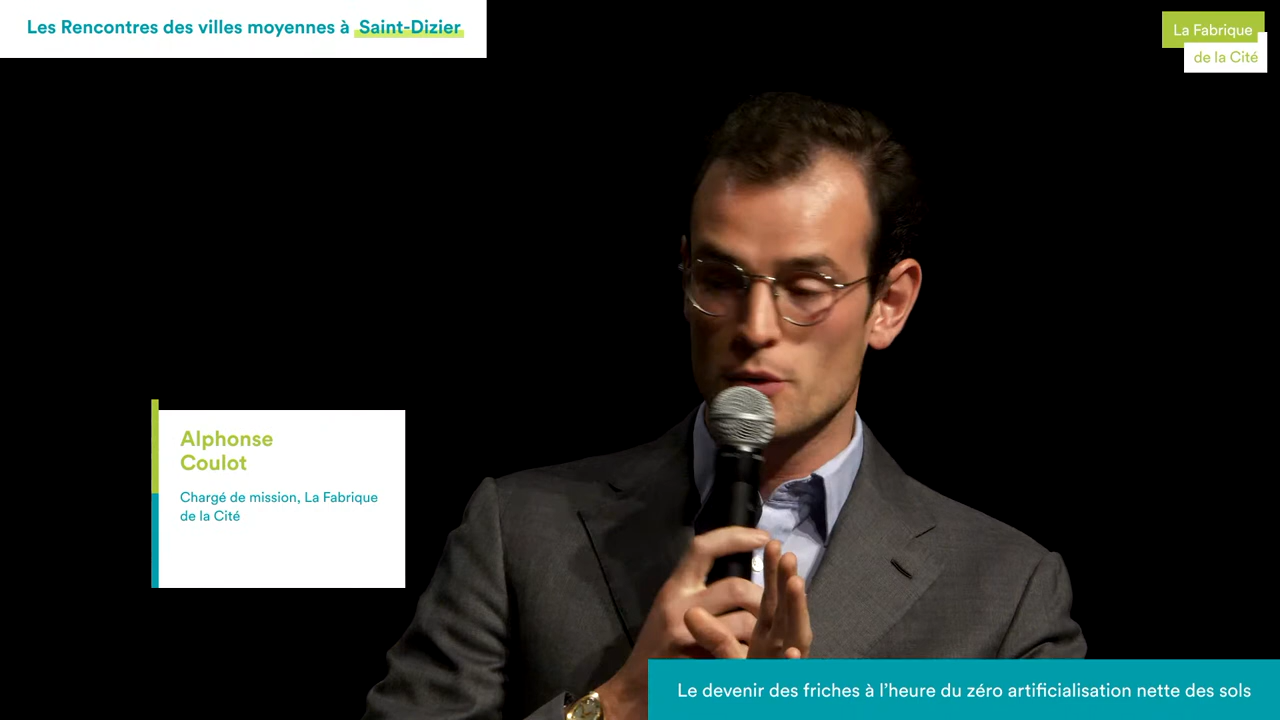 Les Rencontres des villes moyennes à Saint-Dizier
La Fabrique
de la Cité
Alphonse
Coulot
Chargé de mission, La Fabrique
de la Cité
Le devenir des friches à l'heure du zéro artificialisation nette des sols